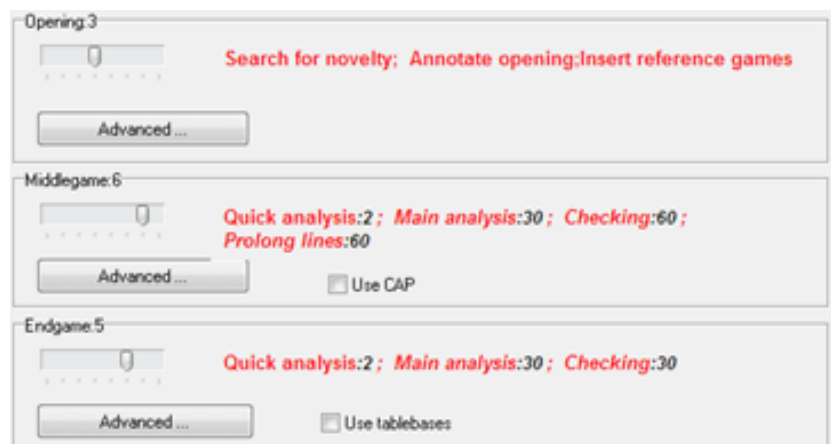 Opening:3
Search for novelty; Annotate opening;Insert reference games
Advanced ...
Middlegame:6
Quick analysis:2 ; Main analysis:30 ; Checking:60 ;
Prolong lines:60
Advanced ...
Use CAP
Endgame:5
Quick analysis:2 ; Main analysis:30 ; Checking:30
Advanced ...
Use tablebases